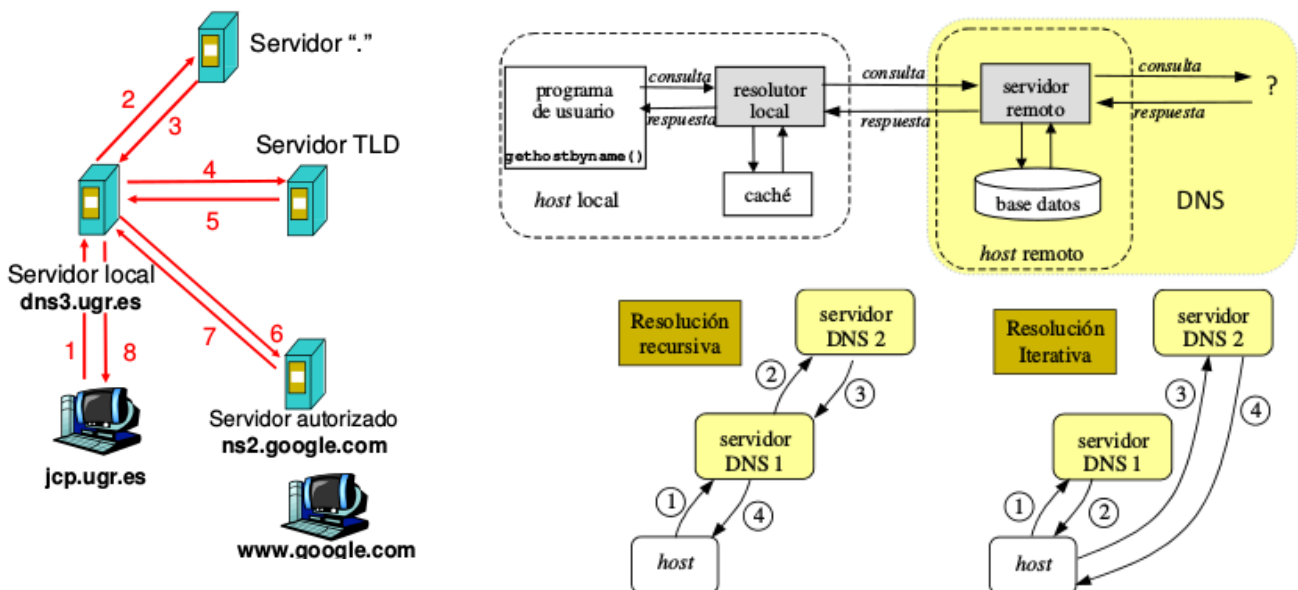 Servidor "."
2
3
Servidor TLD
4
5
Servidor local
dns3.ugr.es
1
8
7
6
Servidor autorizado
ns2.google.com
jcp.ugr.es
www.google.com
programa
de usuario
gethostbyname()
consulta
respuesta
resolutor
local
caché
host local
consulta
respuesta
servidor
remoto
base datos
host remoto
consulta
respuesta
?
DNS
Resolución
recursiva
servidor
DNS 2
2
3
servidor
DNS 1
1
4
host
Resolución
Iterativa
servidor
DNS 2
3
4
servidor
DNS 1
1
2
host